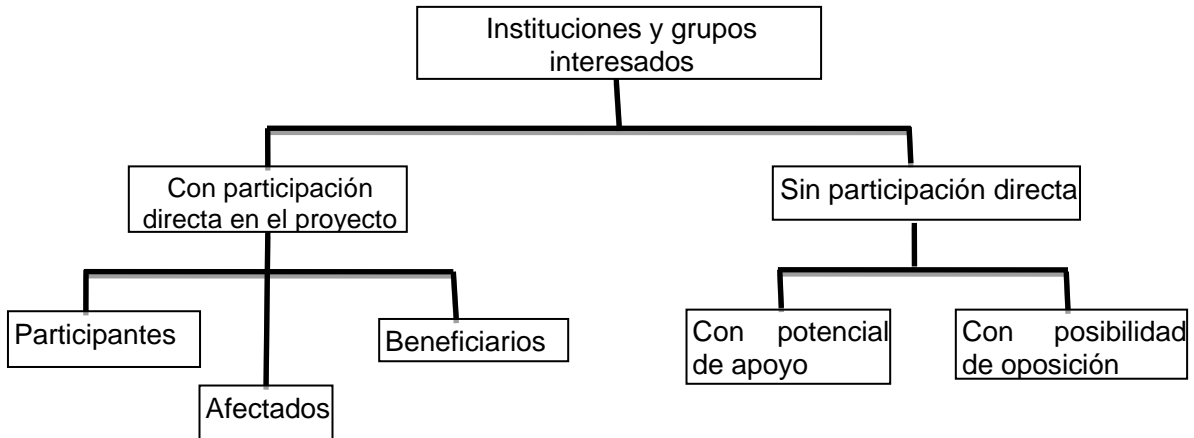 Instituciones y grupos
interesados
Con participación
directa en el proyecto
Sin participación directa
Participantes
Afectados
Beneficiarios
Con potencial
de apoyo
Con posibilidad
de oposición